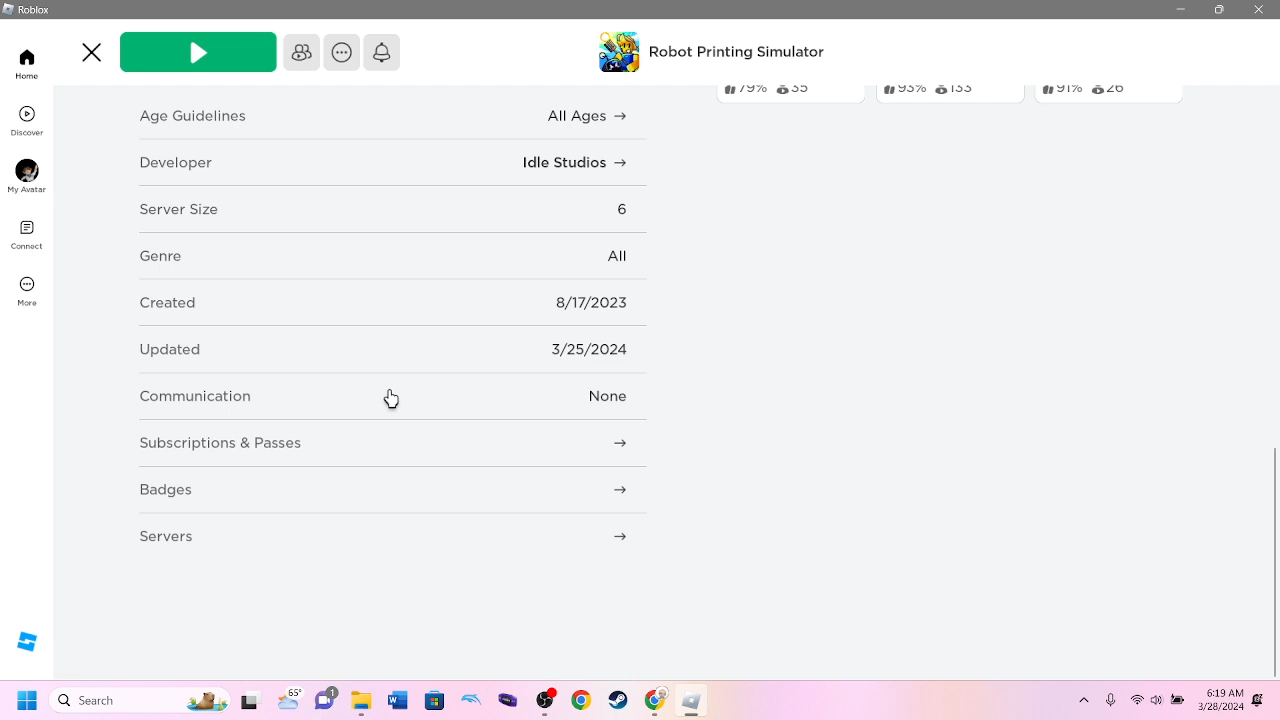 Roblox
Robot Printing Simulator
Home
Discover
My Avatar
Connect
More
79% 35
93% 133
91% 26
Age Guidelines All Ages →
Developer Idle Studios →
Server Size 6
Genre All
Created 8/17/2023
Updated 3/25/2024
Communication None
Subscriptions & Passes →
Badges →
Servers →
Search
65°
1
6:19 AM
3/28/2024